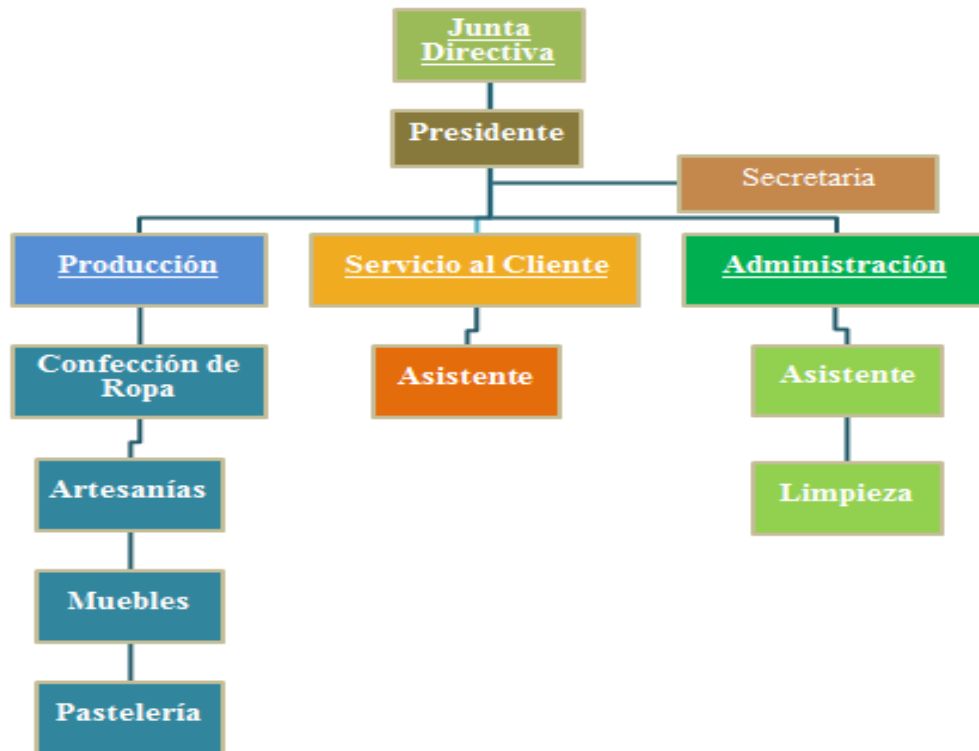 Junta
Directiva
Presidente
Secretaria
Producción
Servicio al Cliente
Administración
Confección de
Ropa
Asistente
Asistente
Artesanías
Limpieza
Muebles
Pastelería